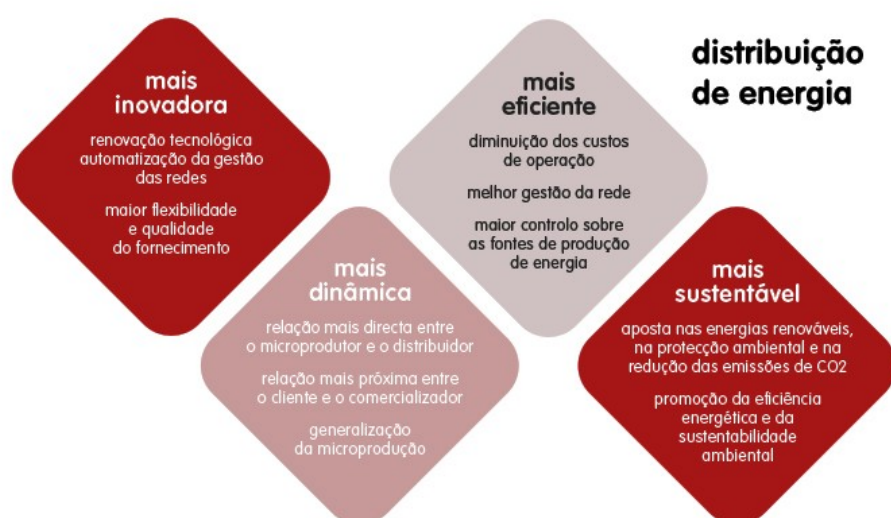 distribuição
de energia
mais
inovadora
renovação tecnológica
automatização da gestão
das redes
maior flexibilidade
e qualidade
do fornecimento
mais
dinâmica
relação mais directa entre
o microprodutor e o distribuidor
relação mais próxima entre
o cliente e o comercializador
generalização
da microprodução
mais
eficiente
diminuição dos custos
de operação
melhor gestão da rede
maior controlo sobre
as fontes de produção
de energia
mais
sustentável
aposta nas energias renováveis,
na protecção ambiental e na
redução das emissões de CO2
promoção da eficiência
energética e da
sustentabilidade
ambiental